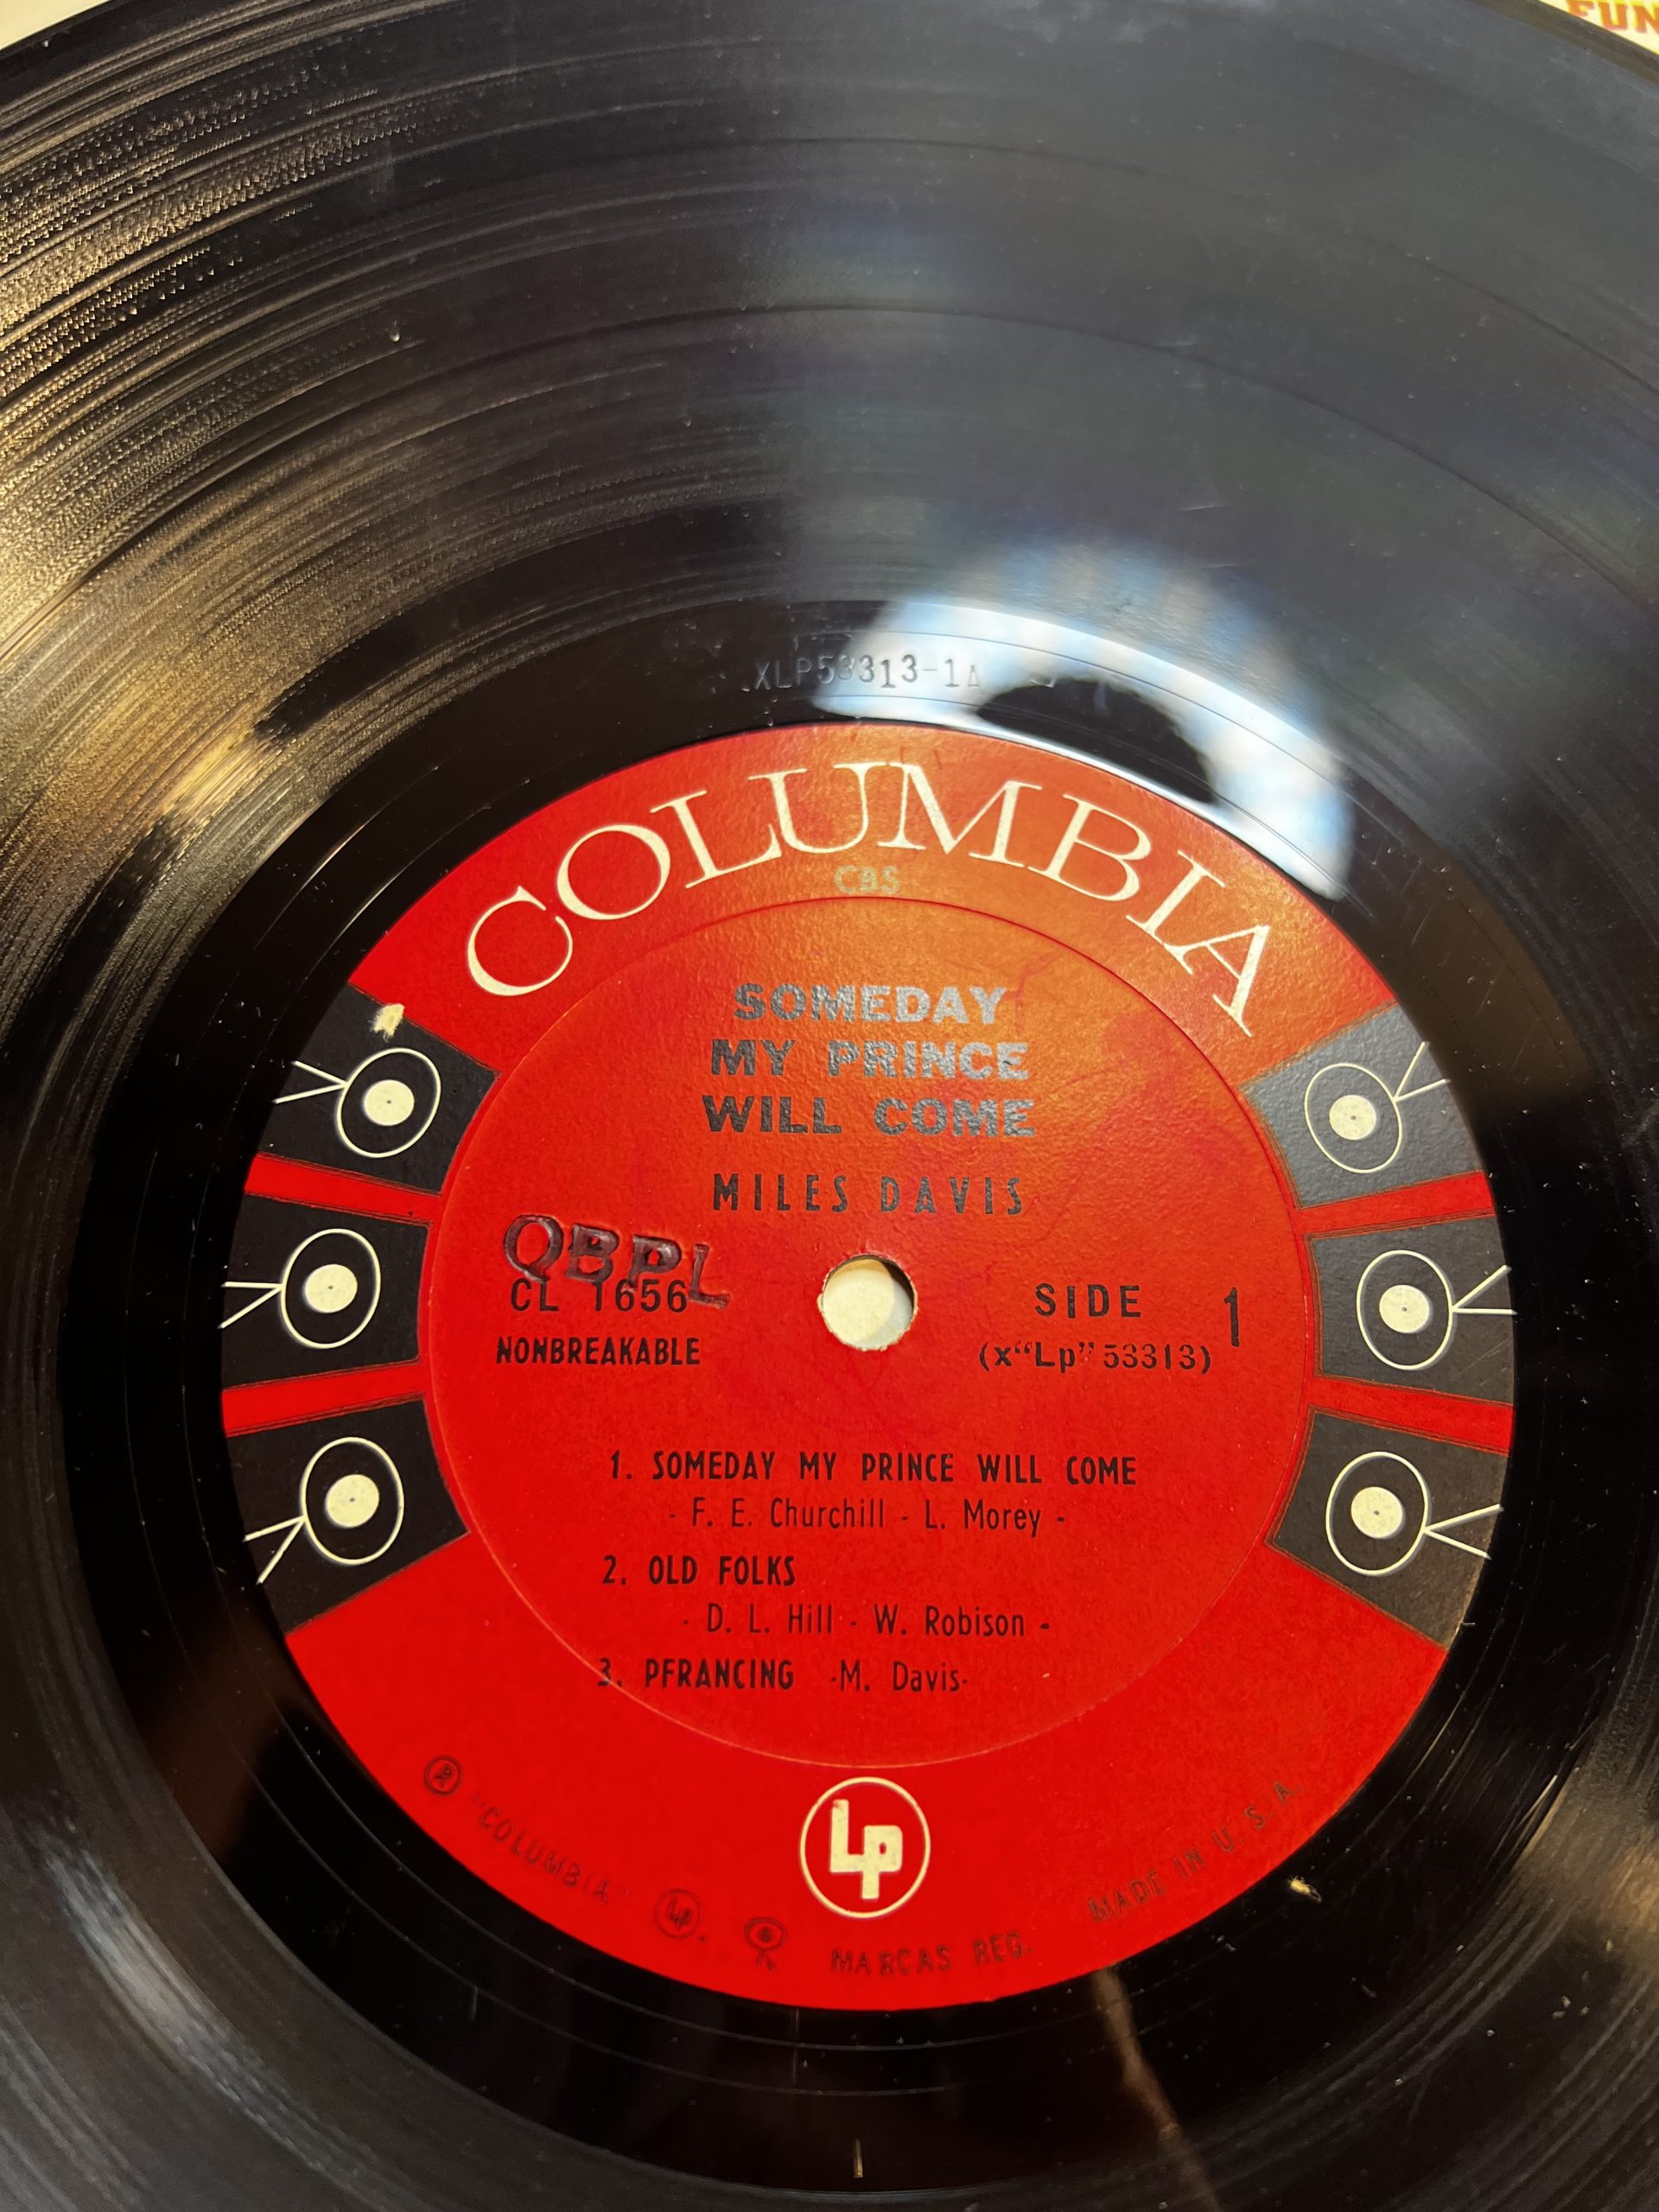 FUN
XLP53313-1A
COLUMBIA
CBS
SOMEDAY
MY PRINCE
WILL COME
MILES DAVIS
QBPL
CL 1656
NONBREAKABLE
SIDE 1
(x“Lp” 53313)
1. SOMEDAY MY PRINCE WILL COME
- F. E. Churchill - L. Morey -
2. OLD FOLKS
- D. L. Hill - W. Robison -
3. PFRANCING -M. Davis-
Lp
"COLUMBIA" Lp. MARCAS REG. MADE IN U.S.A.